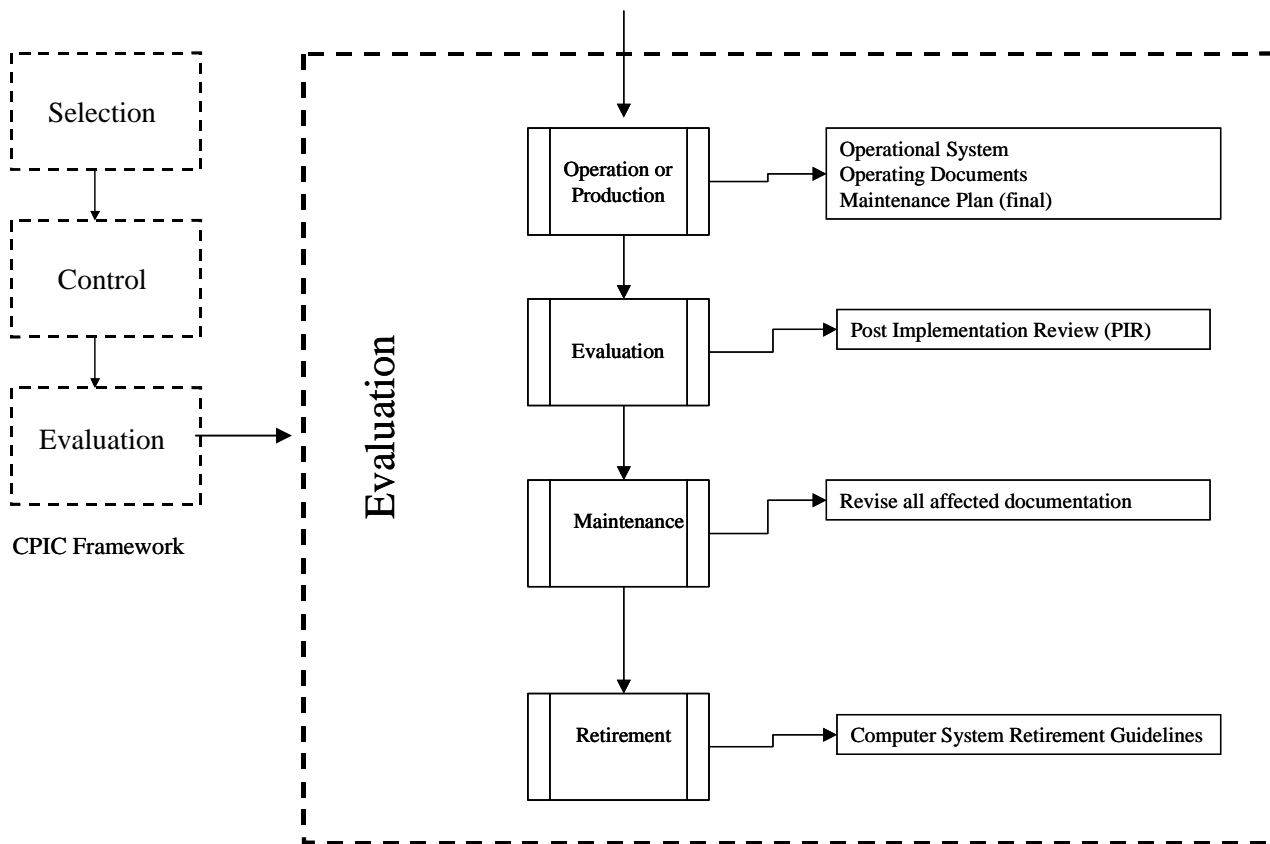 Selection
Control
Evaluation
CPIC Framework
Evaluation
Operation or
Production
Operational System
Operating Documents
Maintenance Plan (final)
Evaluation
Post Implementation Review (PIR)
Maintenance
Revise all affected documentation
Retirement
Computer System Retirement Guidelines